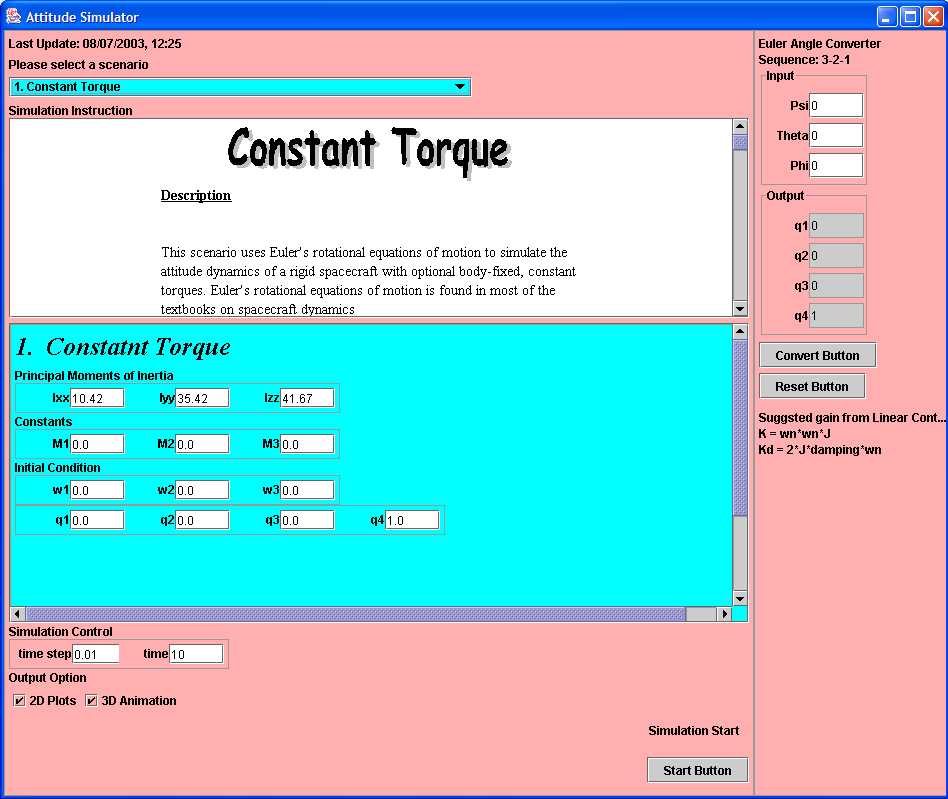 Attitude Simulator
Last Update: 08/07/2003, 12:25
Please select a scenario
1. Constant Torque
Simulation Instruction
Constant Torque
Description
This scenario uses Euler's rotational equations of motion to simulate the
attitude dynamics of a rigid spacecraft with optional body-fixed, constant
torques. Euler's rotational equations of motion is found in most of the
textbooks on spacecraft dynamics
1. Constatnt Torque
Principal Moments of Inertia
Ixx 10.42 Iyy 35.42 Izz 41.67
Constants
M1 0.0 M2 0.0 M3 0.0
Initial Condition
w1 0.0 w2 0.0 w3 0.0
q1 0.0 q2 0.0 q3 0.0 q4 1.0
Simulation Control
time step 0.01 time 10
Output Option
2D Plots 3D Animation
Simulation Start
Start Button
Euler Angle Converter
Sequence: 3-2-1
Input
Psi 0
Theta 0
Phi 0
Output
q1 0
q2 0
q3 0
q4 1
Convert Button
Reset Button
Suggsted gain from Linear Cont...
K = wn*wn*J
Kd = 2*J*damping*wn